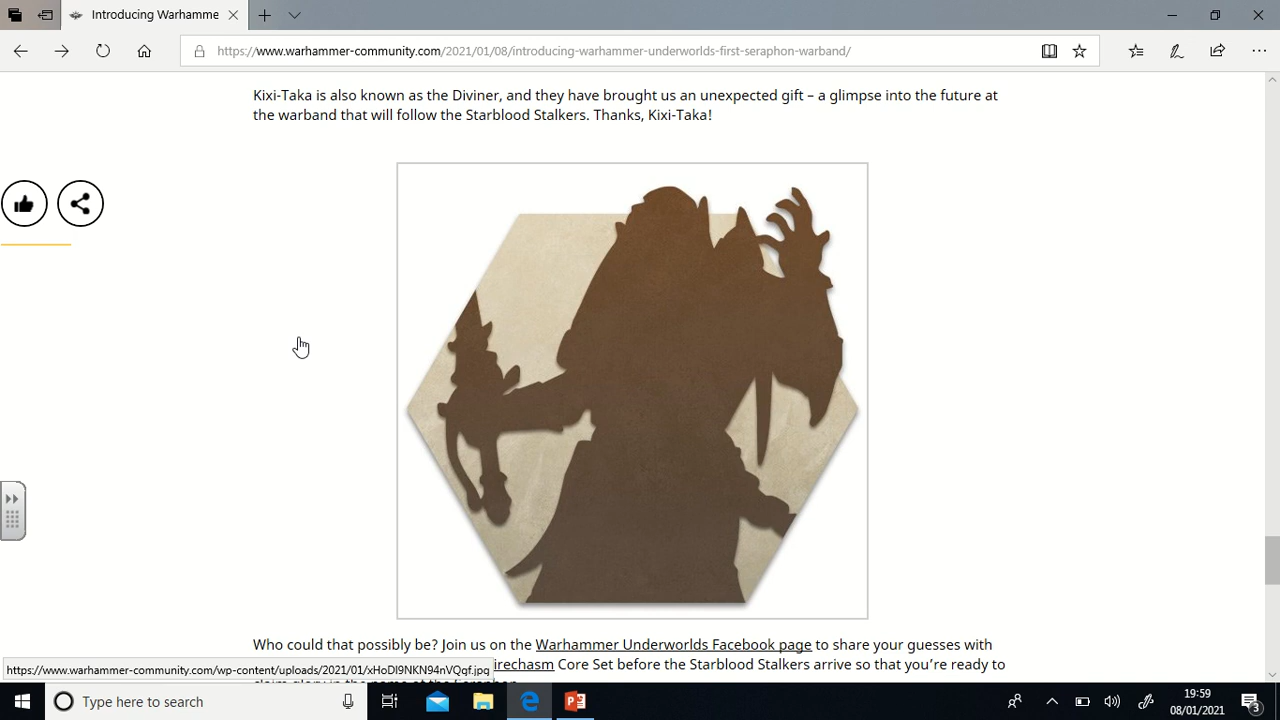 Introducing Warhamme
https://www.warhammer-community.com/2021/01/08/introducing-warhammer-underworlds-first-seraphon-warband/
Kixi-Taka is also known as the Diviner, and they have brought us an unexpected gift – a glimpse into the future at
the warband that will follow the Starblood Stalkers. Thanks, Kixi-Taka!
Who could that possibly be? Join us on the Warhammer Underworlds Facebook page to share your guesses with
irechasm Core Set before the Starblood Stalkers arrive so that you’re ready to
https://www.warhammer-community.com/wp-content/uploads/2021/01/xHoDl9NKN94nVQqf.jpg
Type here to search
19:59
08/01/2021
3